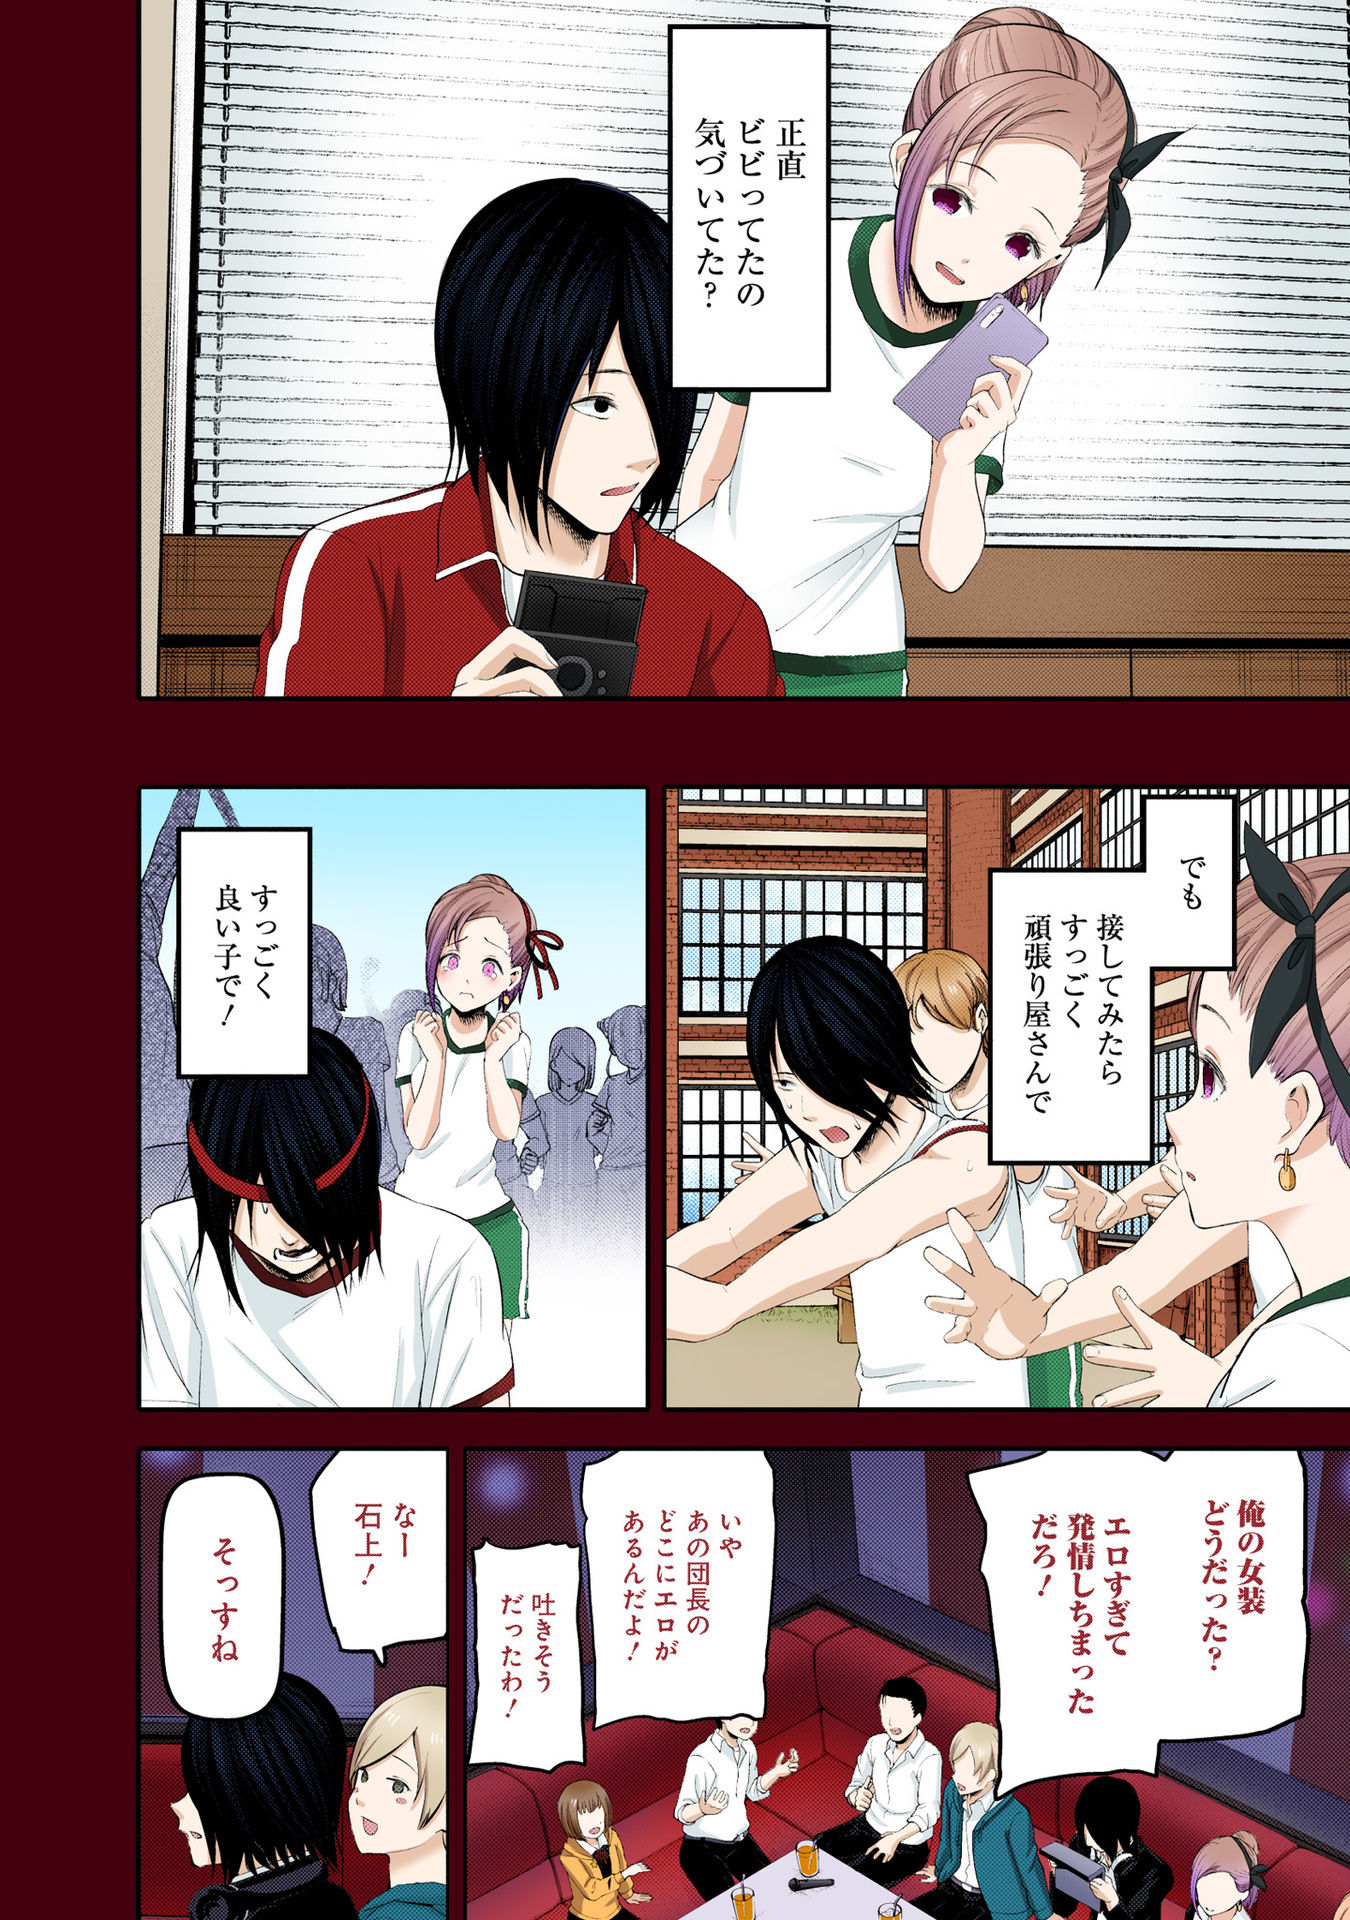 正直
ビビってたの
気づいてた?
でも
接してみたら
すっごく
頑張り屋さんで
すっごく
良い子で!
俺の女装
どうだった?
エロすぎて
発情しちまった
だろ!
いや
あの団長の
どこにエロが
あるんだよ!
吐きそう
だったわ!
なー
石上!
そっすね